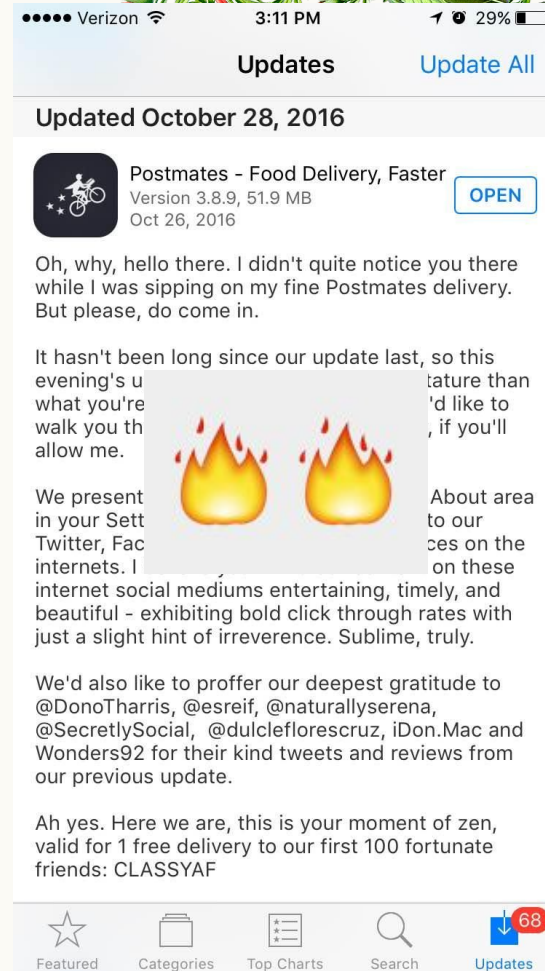 Verizon 3:11 PM 29%
Updates Update All
Updated October 28, 2016
Postmates - Food Delivery, Faster
Version 3.8.9, 51.9 MB
OPEN
Oct 26, 2016
Oh, why, hello there. I didn't quite notice you there
while I was sipping on my fine Postmates delivery.
But please, do come in.
It hasn't been long since our update last, so this
evening's than
what you're 'd like to
walk you if you'll
allow me.
We present About area
in your to our
Twitter, on the
internets. I on these
internet social mediums entertaining, timely, and
beautiful - exhibiting bold click through rates with
just a slight hint of irreverence. Sublime, truly.
We'd also like to proffer our deepest gratitude to
@DonoTharris, @esreif, @naturallyserena,
@SecretlySocial, @dulcleflorescruz, iDon.Mac and
Wonders92 for their kind tweets and reviews from
our previous update.
Ah yes. Here we are, this is your moment of zen,
valid for 1 free delivery to our first 100 fortunate
friends: CLASSYAF
68
Featured Categories Top Charts Search Updates